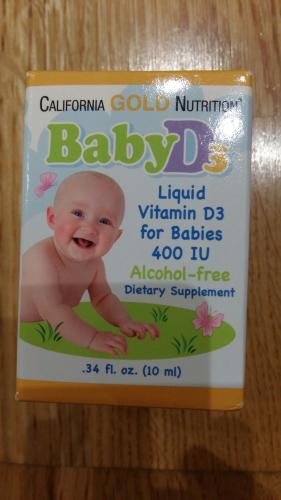 CALIFORNIA GOLD NUTRITION®
BabyD3
Liquid
Vitamin D3
for Babies
400 IU
Alcohol-free
Dietary Supplement
.34 fl. oz. (10 ml)